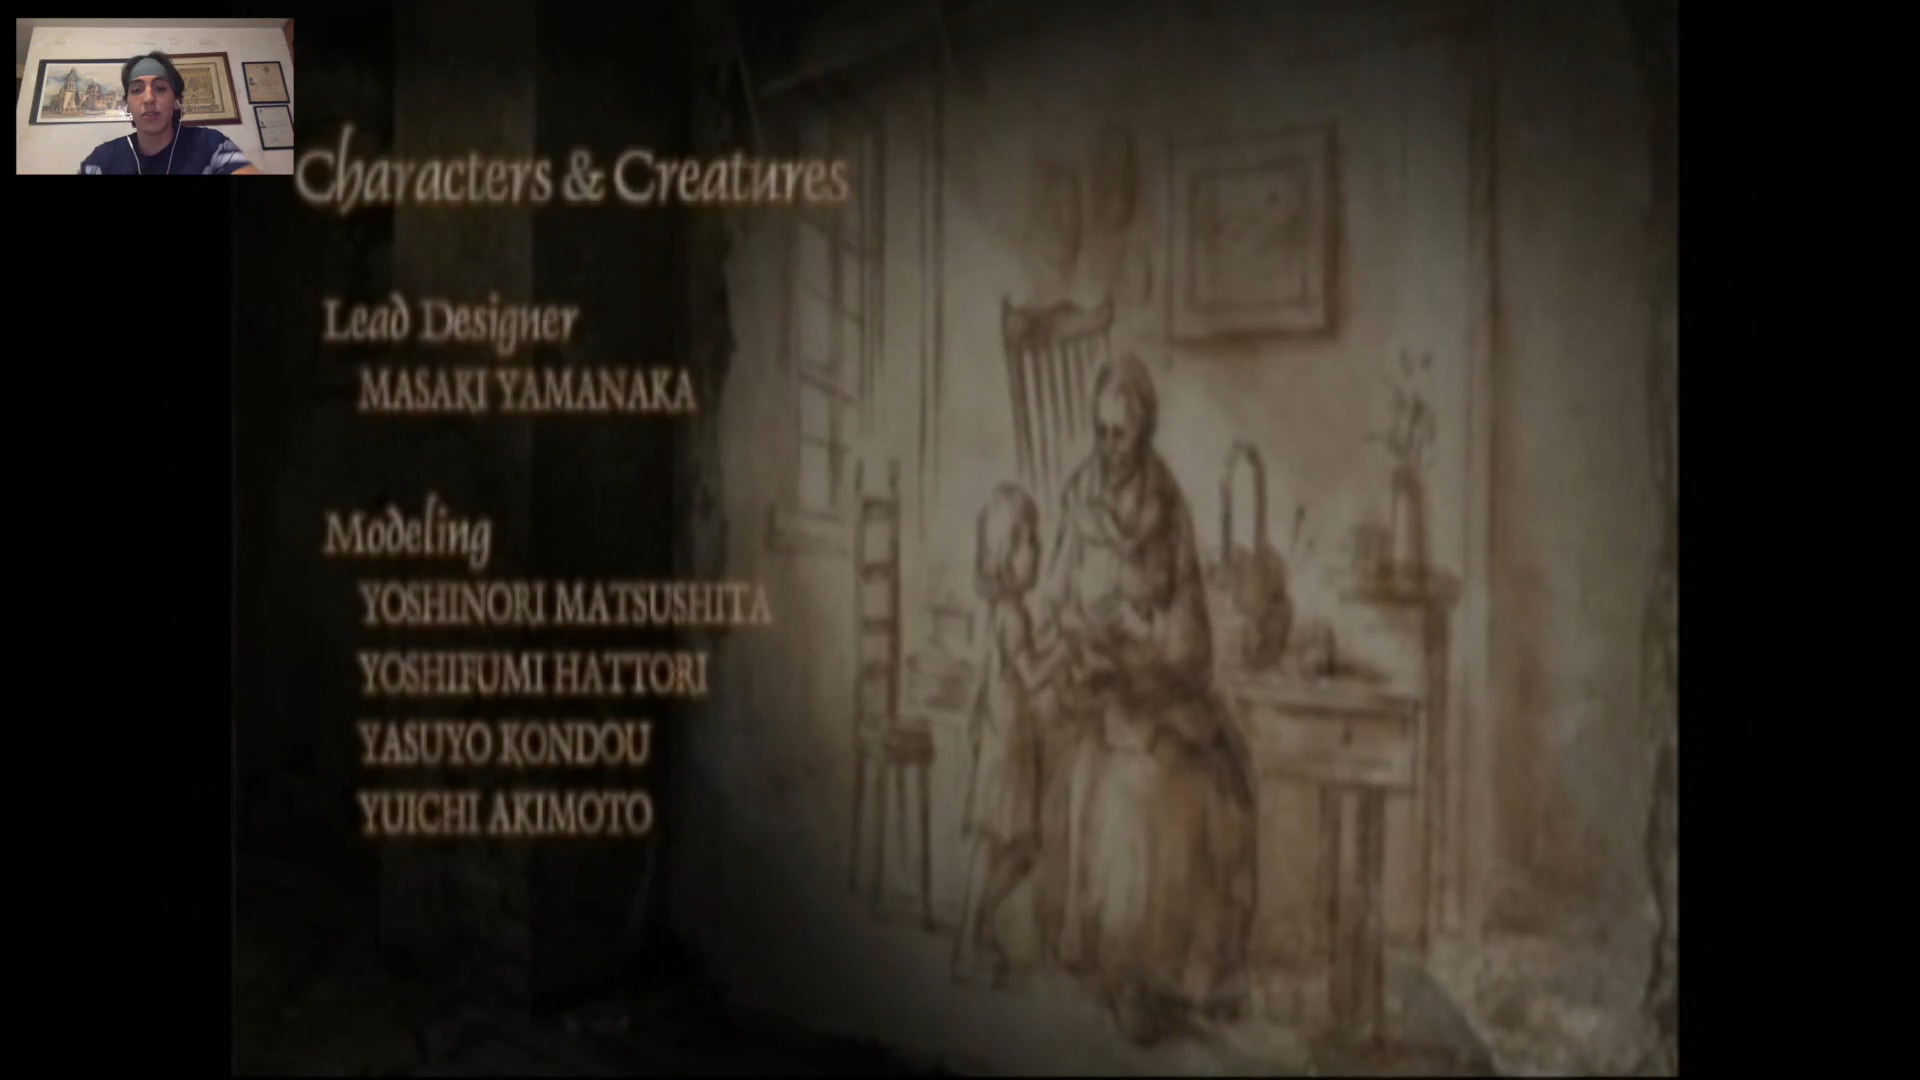 Characters & Creatures
Lead Designer
MASAKI YAMANAKA
Modeling
YOSHINORI MATSUSHITA
YOSHIFUMI HATTORI
YASUYO KONDOU
YUICHI AKIMOTO